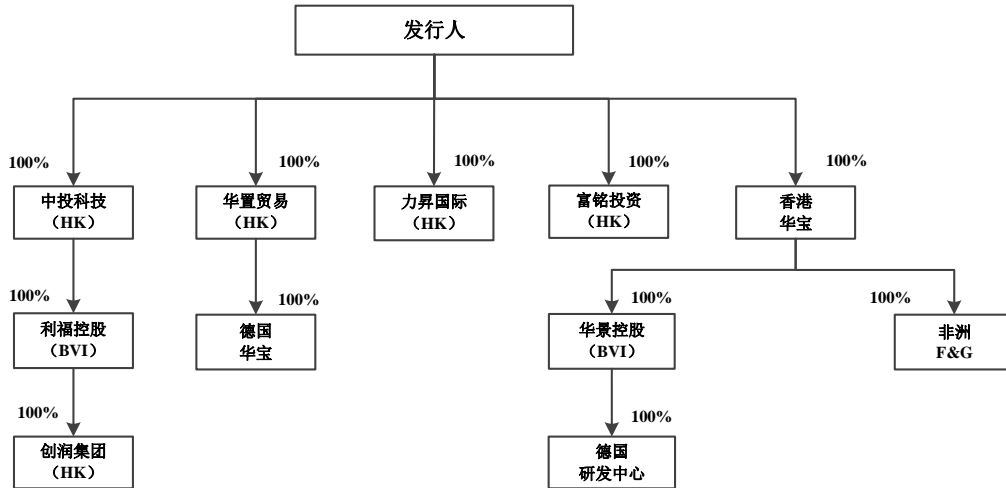 发行人
100%
100%
100%
100%
100%
中投科技
（HK）
华置贸易
（HK）
力昇国际
（HK）
富铭投资
（HK）
香港
华宝
100%
100%
100%
100%
利福控股
（BVI）
德国
华宝
华景控股
（BVI）
非洲
F&G
100%
100%
创润集团
（HK）
德国
研发中心